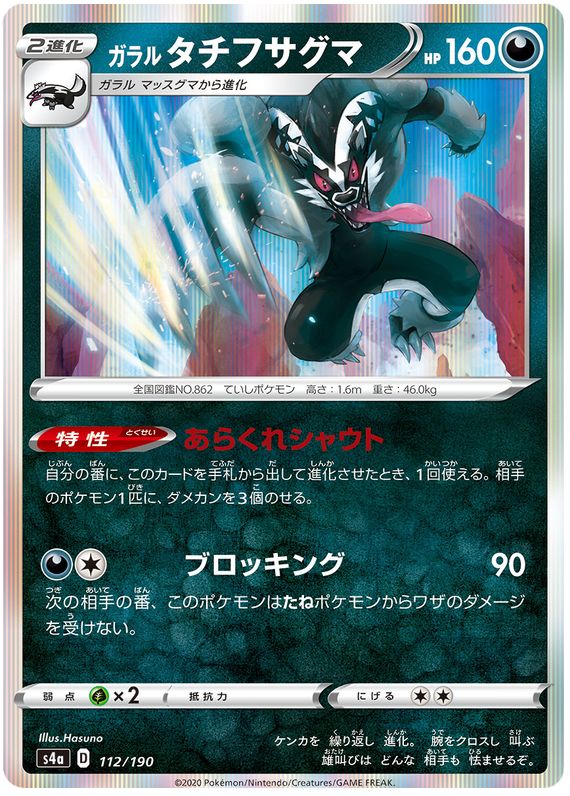 2進化
ガラル タチフサグマ HP 160
ガラル マッスグマから進化
全国図鑑NO.862 ていしポケモン 高さ：1.6m 重さ：46.0kg
特性 とくせい あらくれシャウト
自分の番に、このカードを手札から出して進化させたとき、1回使える。相手
のポケモン1匹に、ダメカンを3個のせる。
ブロッキング 90
次の相手の番、このポケモンはたねポケモンからワザのダメージ
を受けない。
弱点 ×2 抵抗力 にげる
Illus.Hasuno
ケンカを 繰り返し 進化。 腕をクロスし 叫ぶ
雄叫びは どんな 相手も 怯ませるぞ。
s4a D 112/190
©2020 Pokémon/Nintendo/Creatures/GAME FREAK.